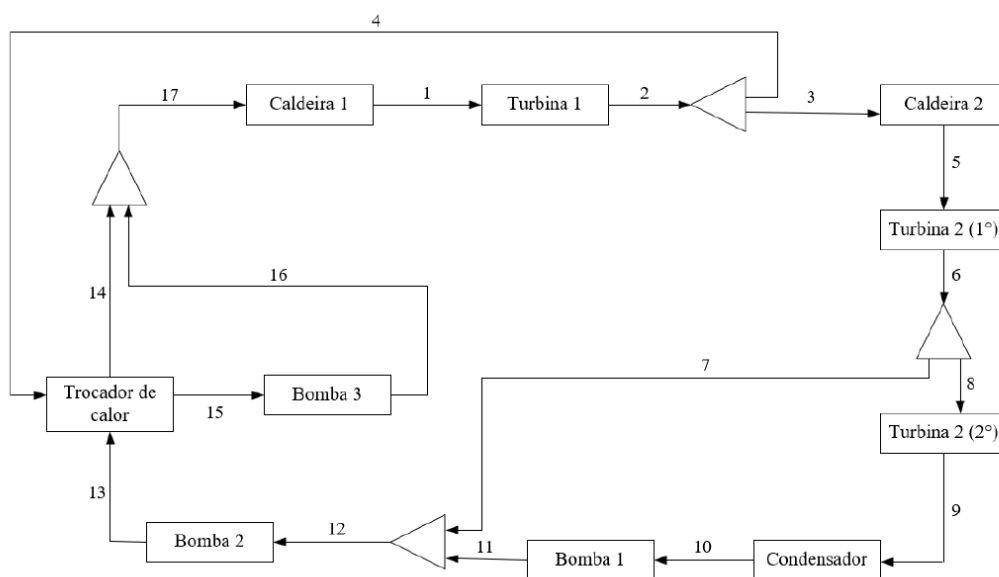 4
17
Caldeira 1
1
Turbina 1
2
3
Caldeira 2
5
Turbina 2 (1°)
6
16
14
7
8
Trocador de
calor
15
Bomba 3
Turbina 2 (2°)
13
9
Bomba 2
12
11
Bomba 1
10
Condensador